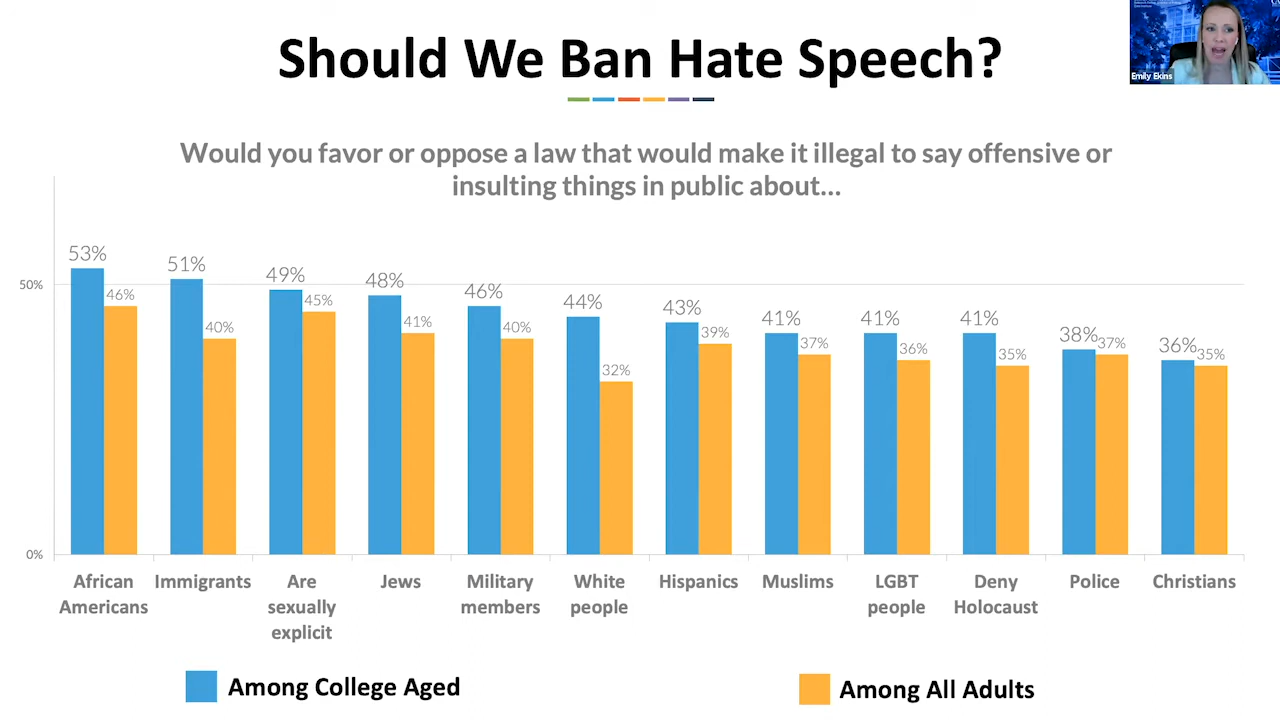 Should We Ban Hate Speech?
Emily Ekins
Would you favor or oppose a law that would make it illegal to say offensive or
insulting things in public about...
50%
0%
53%
46%
51%
40%
49%
45%
48%
41%
46%
40%
44%
32%
43%
39%
41%
37%
41%
36%
41%
35%
38%
37%
36%
35%
African
Americans
Immigrants
Are
sexually
explicit
Jews
Military
members
White
people
Hispanics
Muslims
LGBT
people
Deny
Holocaust
Police
Christians
Among College Aged
Among All Adults